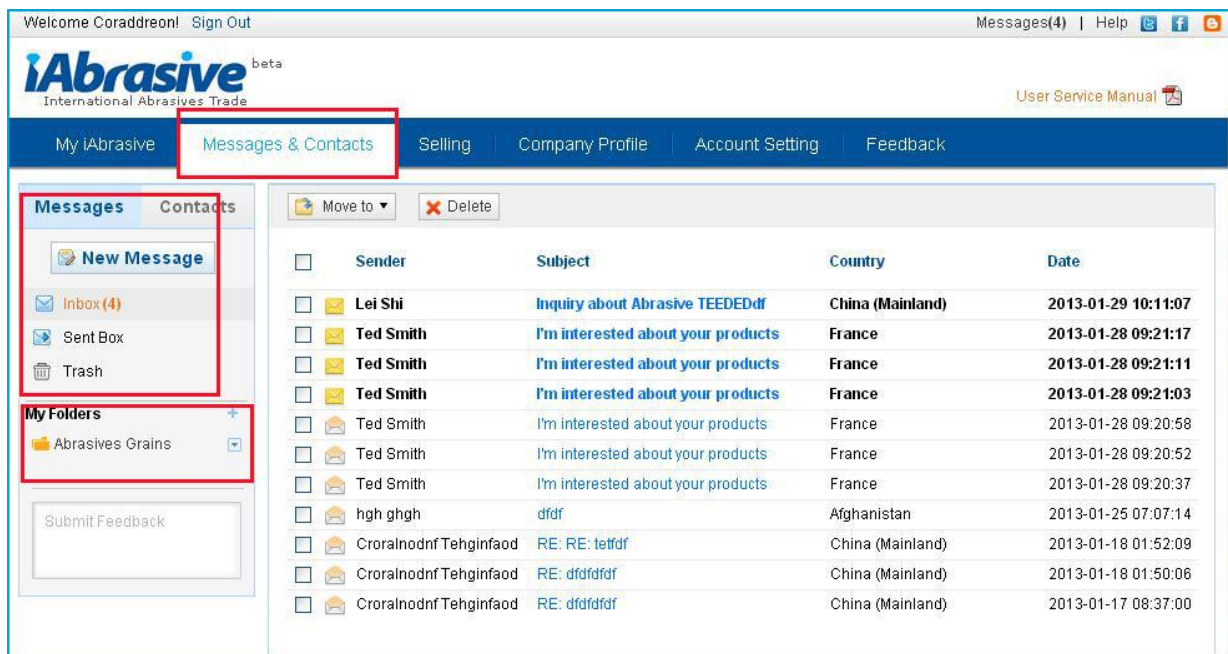 Welcome Coraddreon! Sign Out Messages(4) | Help
iAbrasive beta
International Abrasives Trade
User Service Manual
My iAbrasive Messages & Contacts Selling Company Profile Account Setting Feedback
Messages Contacts
New Message
Inbox (4)
Sent Box
Trash
My Folders
Abrasives Grains
Submit Feedback
Move to Delete
Sender Subject Country Date
Lei Shi Inquiry about Abrasive TEEDEDdf China (Mainland) 2013-01-29 10:11:07
Ted Smith I'm interested about your products France 2013-01-28 09:21:17
Ted Smith I'm interested about your products France 2013-01-28 09:21:11
Ted Smith I'm interested about your products France 2013-01-28 09:21:03
Ted Smith I'm interested about your products France 2013-01-28 09:20:58
Ted Smith I'm interested about your products France 2013-01-28 09:20:52
Ted Smith I'm interested about your products France 2013-01-28 09:20:37
hgh ghgh dfdf Afghanistan 2013-01-25 07:07:14
Croralnodnf Tehginfaod RE: RE: tetfdf China (Mainland) 2013-01-18 01:52:09
Croralnodnf Tehginfaod RE: dfdfdfdf China (Mainland) 2013-01-18 01:50:06
Croralnodnf Tehginfaod RE: dfdfdfdf China (Mainland) 2013-01-17 08:37:00